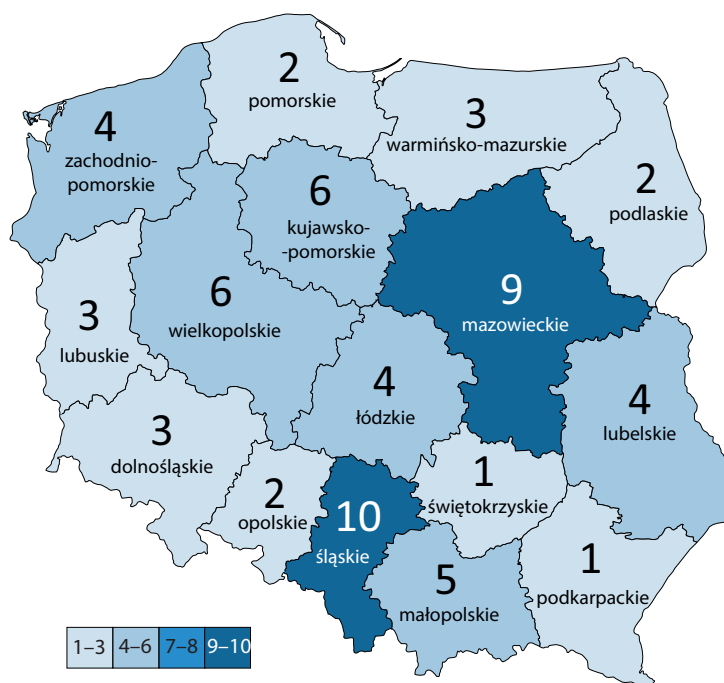 2
pomorskie
3
warmińsko-mazurskie
4
zachodnio-
pomorskie
2
podlaskie
6
kujawsko-
-pomorskie
9
mazowieckie
6
wielkopolskie
3
lubuskie
4
łódzkie
4
lubelskie
3
dolnośląskie
2
opolskie
1
świętokrzyskie
10
śląskie
5
małopolskie
1
podkarpackie
1–3 4–6 7–8 9–10